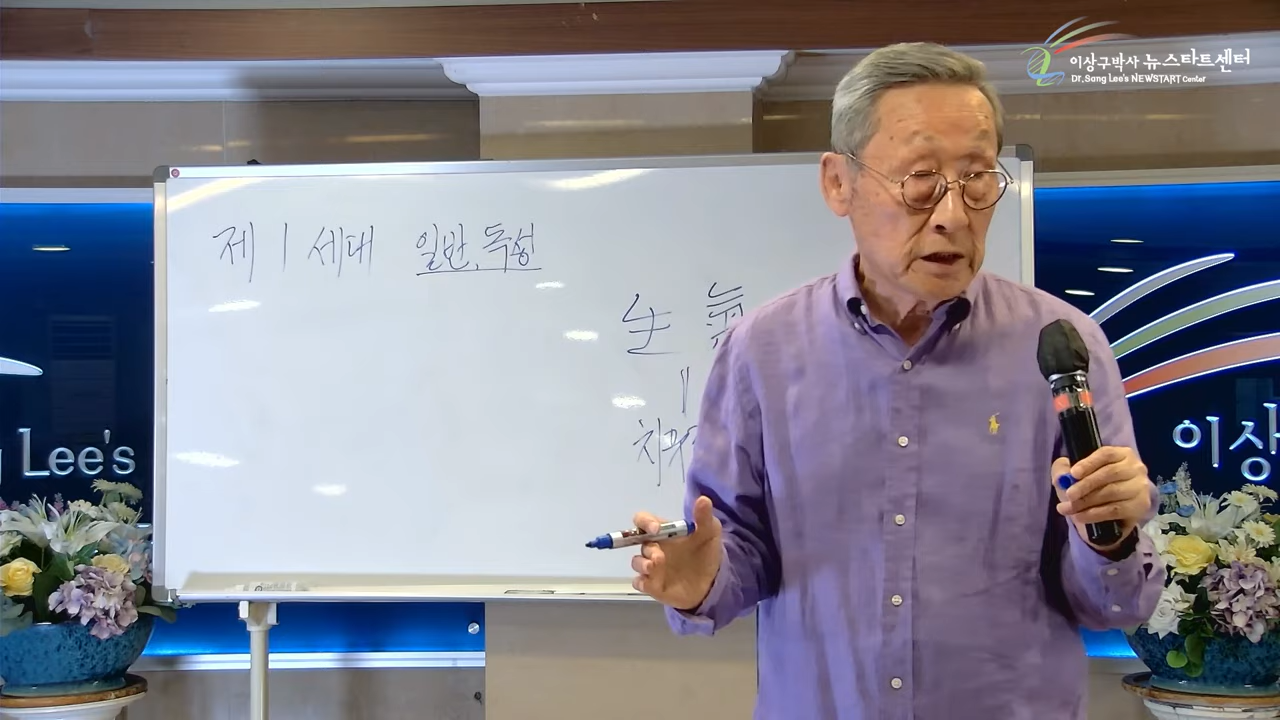 이상구박사 뉴스타트센터
Dr. Sang Lee's NEWSTART Center
제 1 세대 일반, 독성
生 氣
Lee's
이상